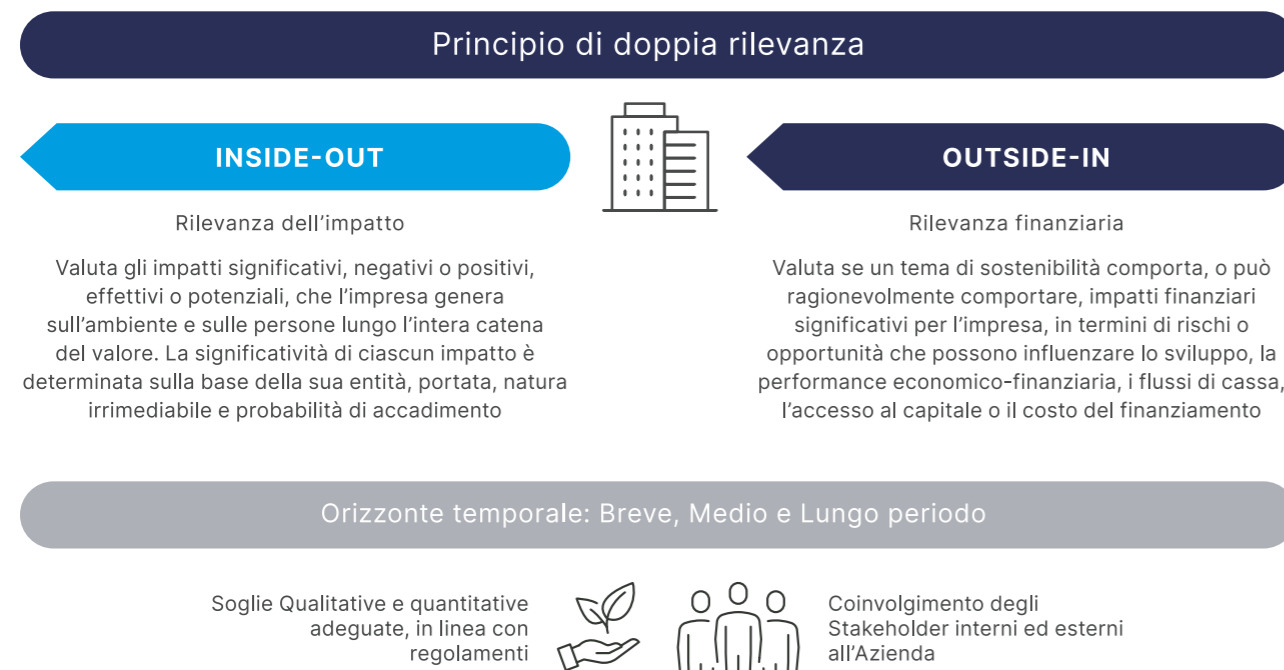 Principio di doppia rilevanza
INSIDE-OUT
Rilevanza dell'impatto
Valuta gli impatti significativi, negativi o positivi,
effettivi o potenziali, che l'impresa genera
sull'ambiente e sulle persone lungo l'intera catena
del valore. La significatività di ciascun impatto è
determinata sulla base della sua entità, portata, natura
irrimediabile e probabilità di accadimento
OUTSIDE-IN
Rilevanza finanziaria
Valuta se un tema di sostenibilità comporta, o può
ragionevolmente comportare, impatti finanziari
significativi per l'impresa, in termini di rischi o
opportunità che possono influenzare lo sviluppo, la
performance economico-finanziaria, i flussi di cassa,
l'accesso al capitale o il costo del finanziamento
Orizzonte temporale: Breve, Medio e Lungo periodo
Soglie Qualitative e quantitative
adeguate, in linea con
regolamenti
Coinvolgimento degli
Stakeholder interni ed esterni
all'Azienda